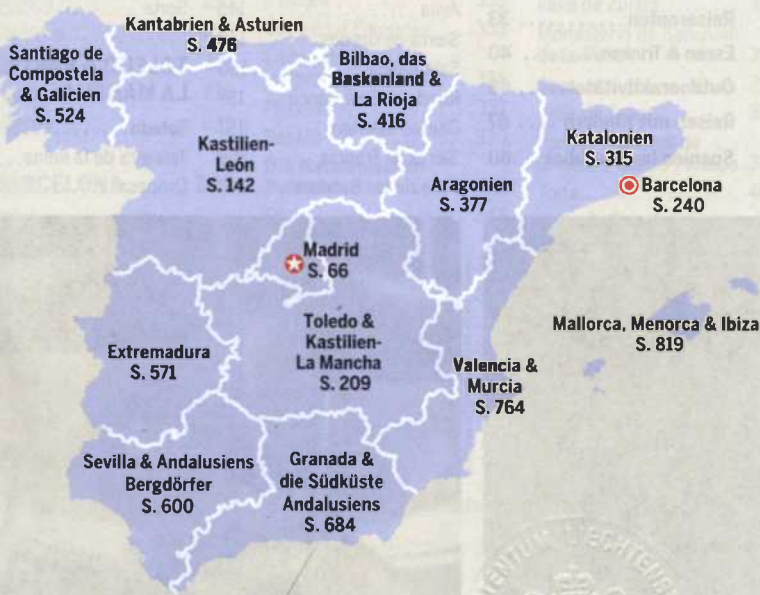 Kantabrien & Asturien
S. 476
Santiago de
Compostela
& Galicien
S. 524
Bilbao, das
Baskenland &
La Rioja
S. 416
Kastilien-
León
S. 142
Aragonien
S. 377
Katalonien
S. 315
Barcelona
S. 240
Madrid
S. 66
Toledo &
Kastilien-
La Mancha
S. 209
Mallorca, Menorca & Ibiza
S. 819
Extremadura
S. 571
Valencia &
Murcia
S. 764
Sevilla & Andalusiens
Bergdörfer
S. 600
Granada &
die Südküste
Andalusiens
S. 684